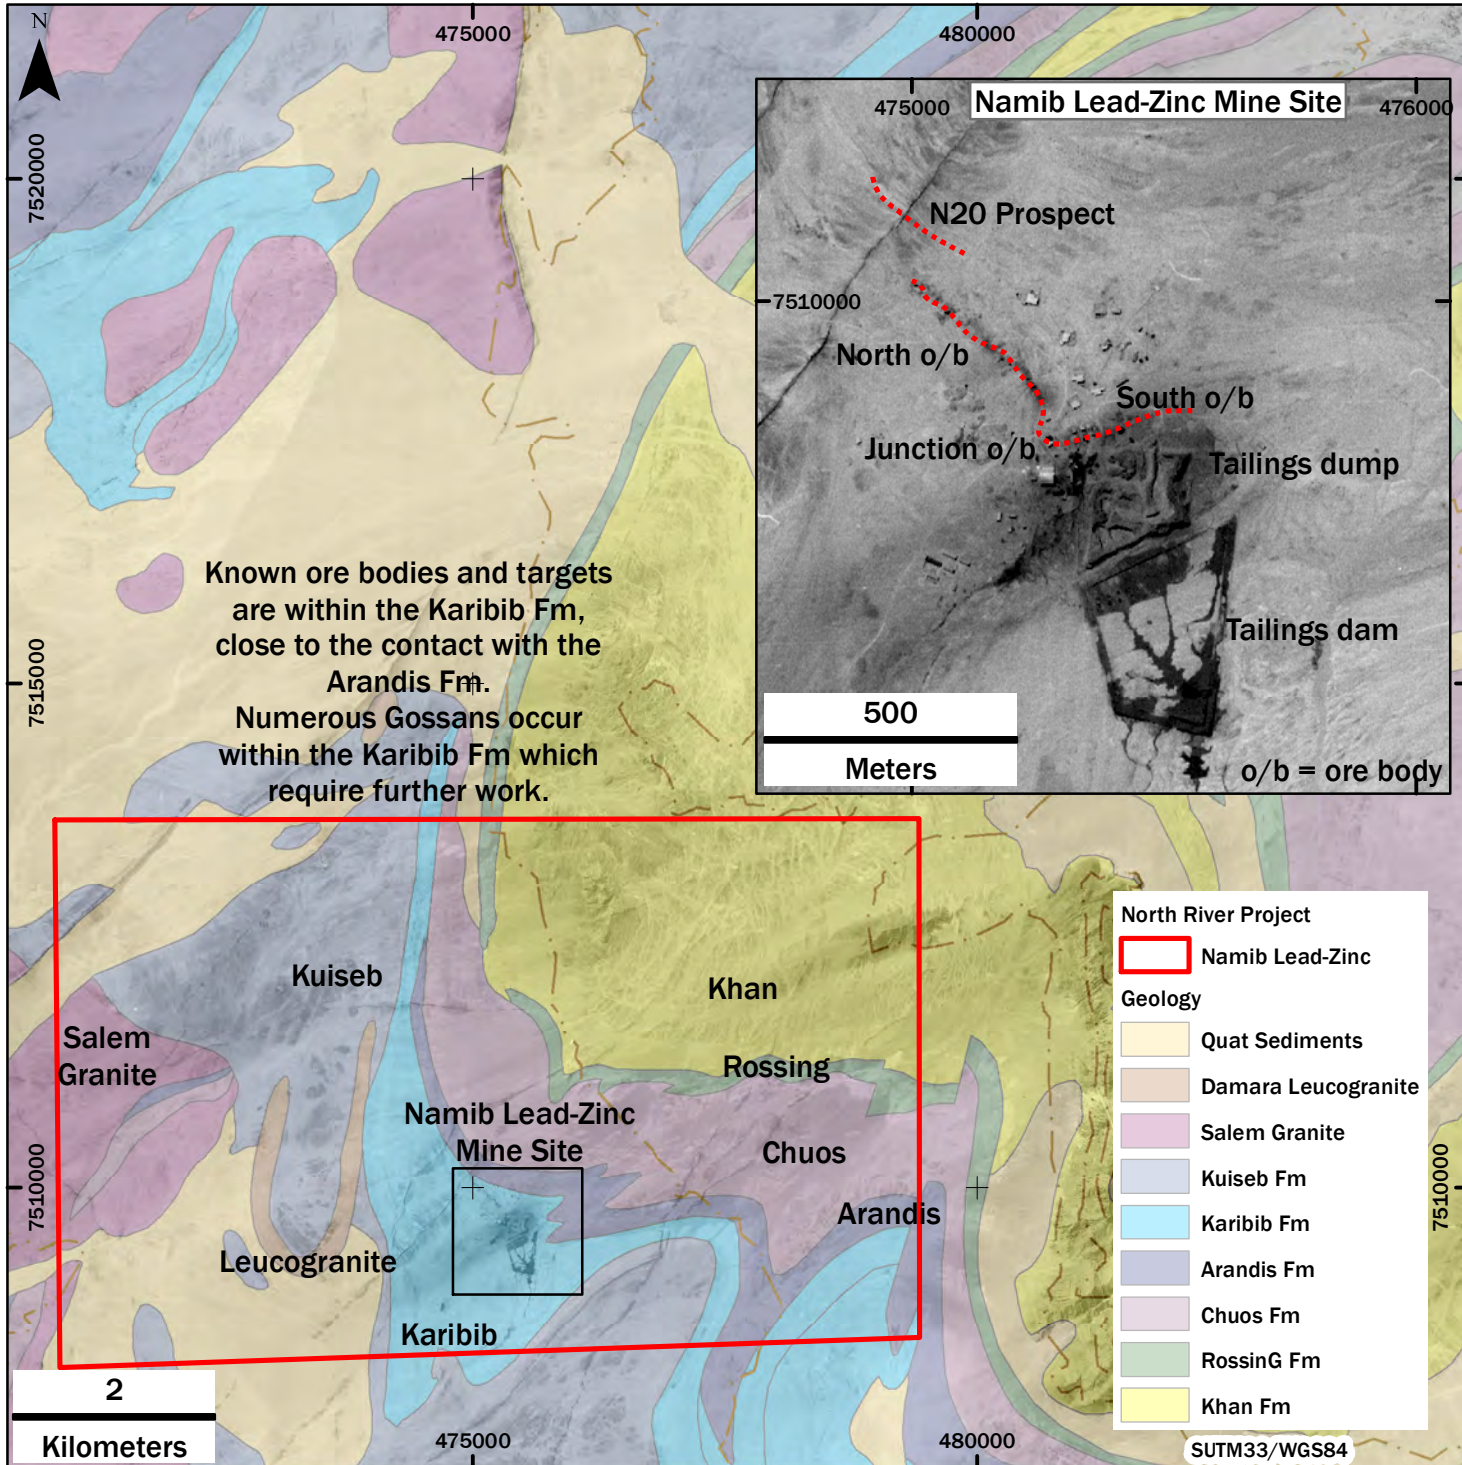 N
475000
480000
7520000
7515000
7510000
Namib Lead-Zinc Mine Site
475000
476000
N20 Prospect
7510000
North o/b
South o/b
Junction o/b
Tailings dump
Tailings dam
500
Meters
o/b = ore body
Known ore bodies and targets
are within the Karibib Fm,
close to the contact with the
Arandis Fm.
Numerous Gossans occur
within the Karibib Fm which
require further work.
Kuiseb
Khan
Salem
Granite
Rossing
Namib Lead-Zinc
Mine Site
Chuos
Arandis
Leucogranite
Karibib
North River Project
Namib Lead-Zinc
Geology
Quat Sediments
Damara Leucogranite
Salem Granite
Kuiseb Fm
Karibib Fm
Arandis Fm
Chuos Fm
RossinG Fm
Khan Fm
7510000
2
Kilometers
475000
480000
SUTM33/WGS84